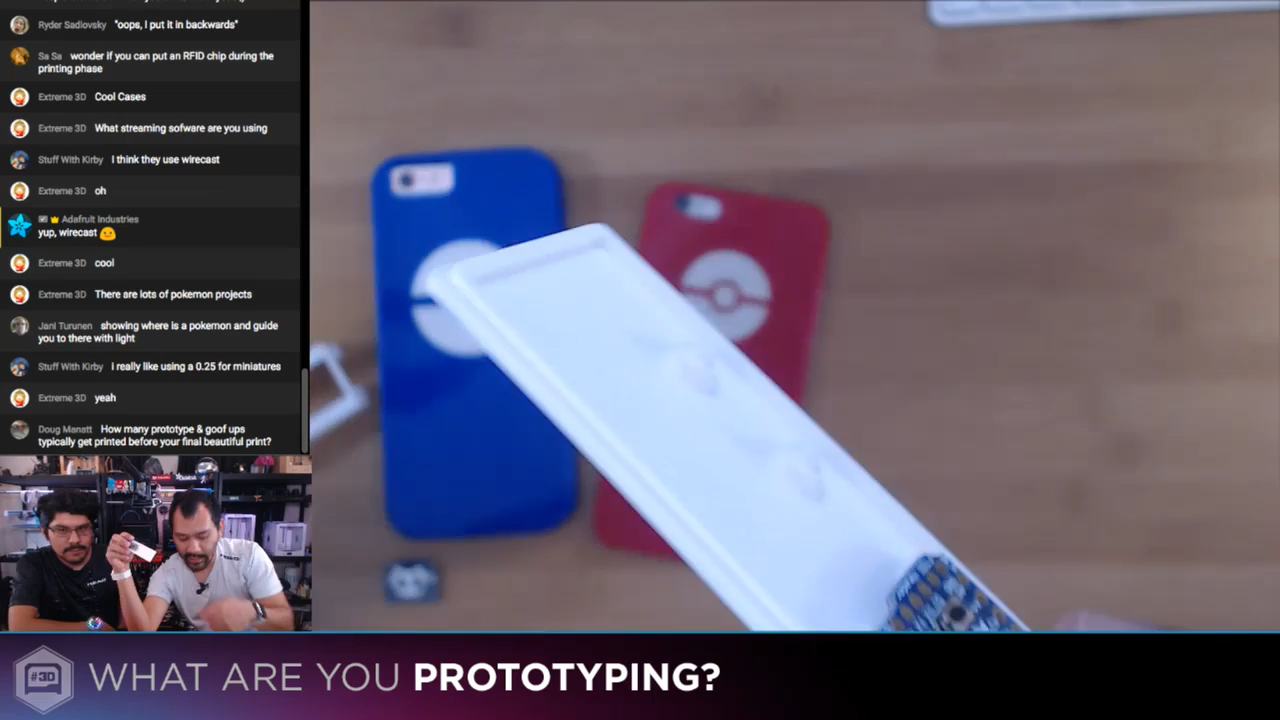 Ryder Sadlovsky "oops, I put it in backwards"
Sa Sa wonder if you can put an RFID chip during the
printing phase
Extreme 3D Cool Cases
Extreme 3D What streaming sofware are you using
Stuff With Kirby I think they use wirecast
Extreme 3D oh
Adafruit Industries
yup, wirecast
Extreme 3D cool
Extreme 3D There are lots of pokemon projects
Jani Turunen showing where is a pokemon and guide
you to there with light
Stuff With Kirby I really like using a 0.25 for miniatures
Extreme 3D yeah
Doug Manatt How many prototype & goof ups
typically get printed before your final beautiful print?
#3D
WHAT ARE YOU PROTOTYPING?